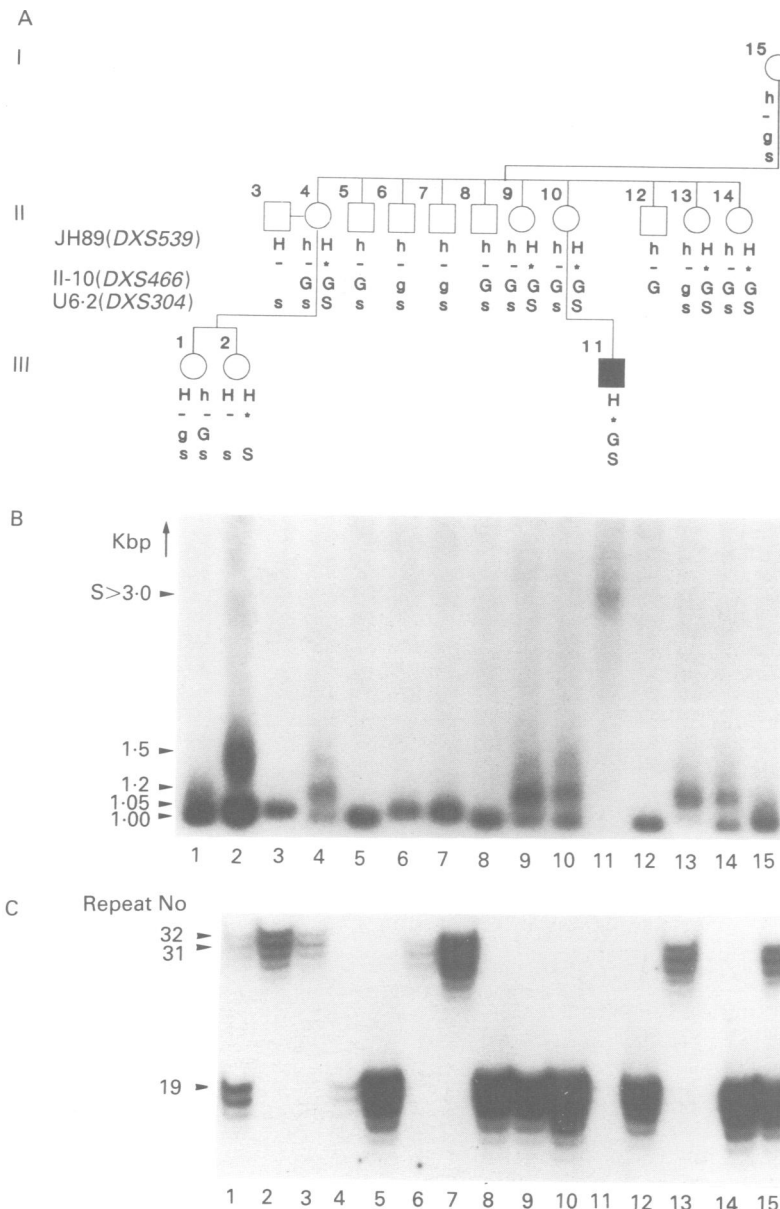 A
I
15
h
-
g
s
3 4 5 6 7 8 9 10 12 13 14
II
JH89(DXS539)
H h H h h h h h H h H h h H h H
- - * - - - - - * - * - - * - *
II-10(DXS466)
G G G g g G G G G G G g G G G
U6·2(DXS304)
s s S s s s s s S s S s S s S
1 2
11
III
H h H H
- - - *
g G
s s s S
H
*
G
S
B
Kbp
S>3·0
1·5
1·2
1·05
1·00
1 2 3 4 5 6 7 8 9 10 11 12 13 14 15
C
Repeat No
32
31
19
1 2 3 4 5 6 7 8 9 10 11 12 13 14 15